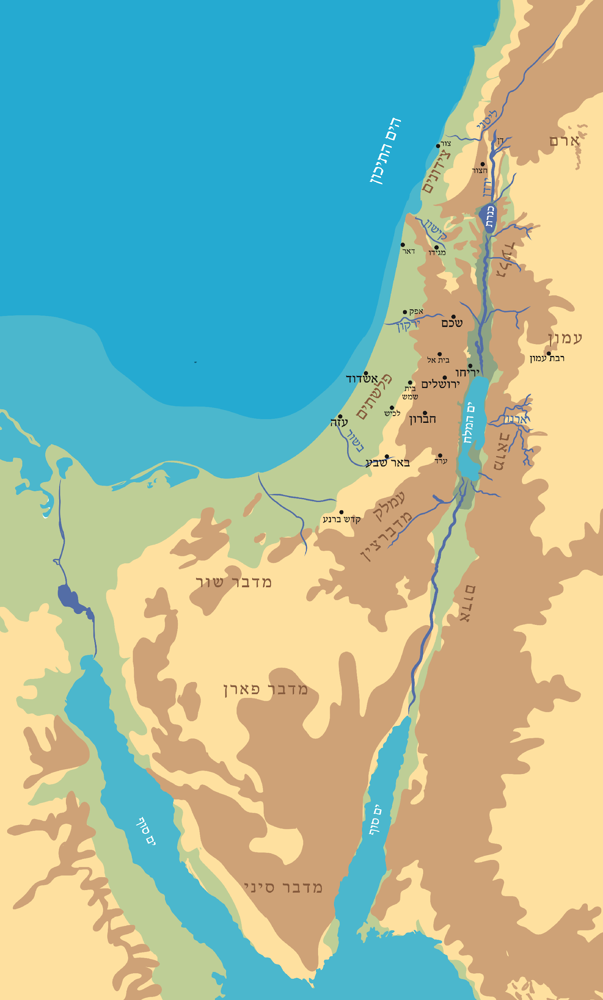 הים התיכון
ליטני
ארם
דן
צור
צידונים
חצור
ירדן
כנרת
קישון
דאר
מגידו
גלעד
אפק
ירקון
שכם
עמון
רבת עמון
בית אל
יריחו
אשדוד
פלשתים
ירושלים
בית
שמש
לכיש
חברון
ים המלח
ארנון
עזה
בשור
מואב
באר שבע
ערד
עמלק
קדש ברנע
מדבר צין
מדבר שור
אדום
מדבר פארן
ים סוף
ים סוף
מדבר סיני